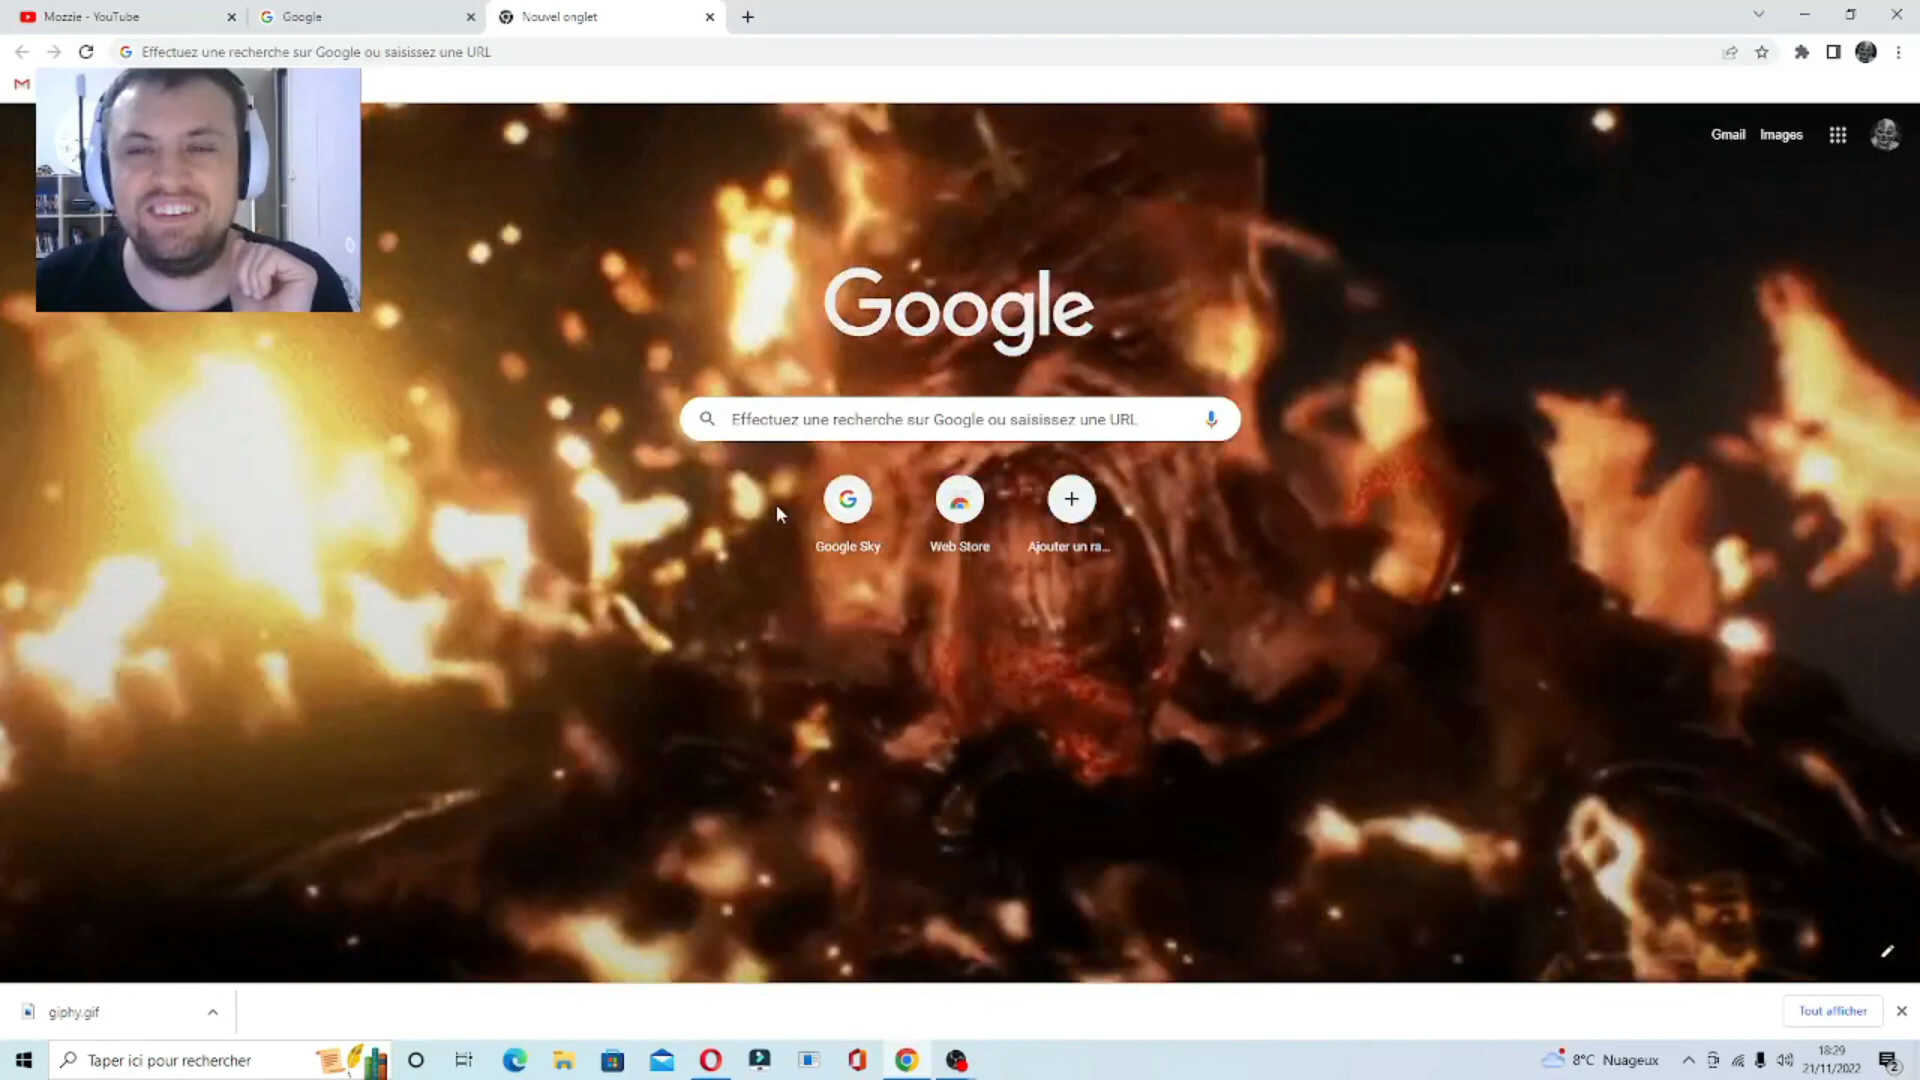 Mozzie - YouTube
Google
Nouvel onglet
Effectuez une recherche sur Google ou saisissez une URL
Gmail Images
Google
Effectuez une recherche sur Google ou saisissez une URL
Google Sky
Web Store
Ajouter un ra...
giphy.gif
Tout afficher
Taper ici pour rechercher
8°C Nuageux
18:29
21/11/2022
2